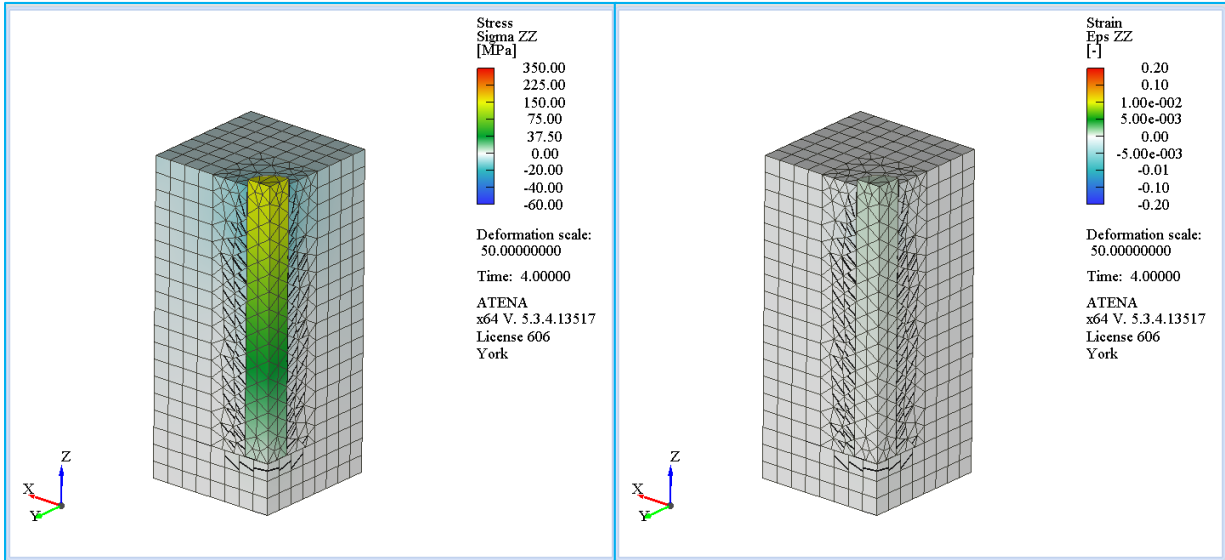 Stress
Sigma ZZ
[MPa]
350.00
225.00
150.00
75.00
37.50
0.00
-20.00
-40.00
-60.00
Deformation scale:
50.00000000
Time: 4.00000
ATENA
x64 V. 5.3.4.13517
License 606
York
Z
X
Y
Strain
Eps ZZ
[-]
0.20
0.10
1.00e-002
5.00e-003
0.00
-5.00e-003
-0.01
-0.10
-0.20
Deformation scale:
50.00000000
Time: 4.00000
ATENA
x64 V. 5.3.4.13517
License 606
York
Z
X
Y